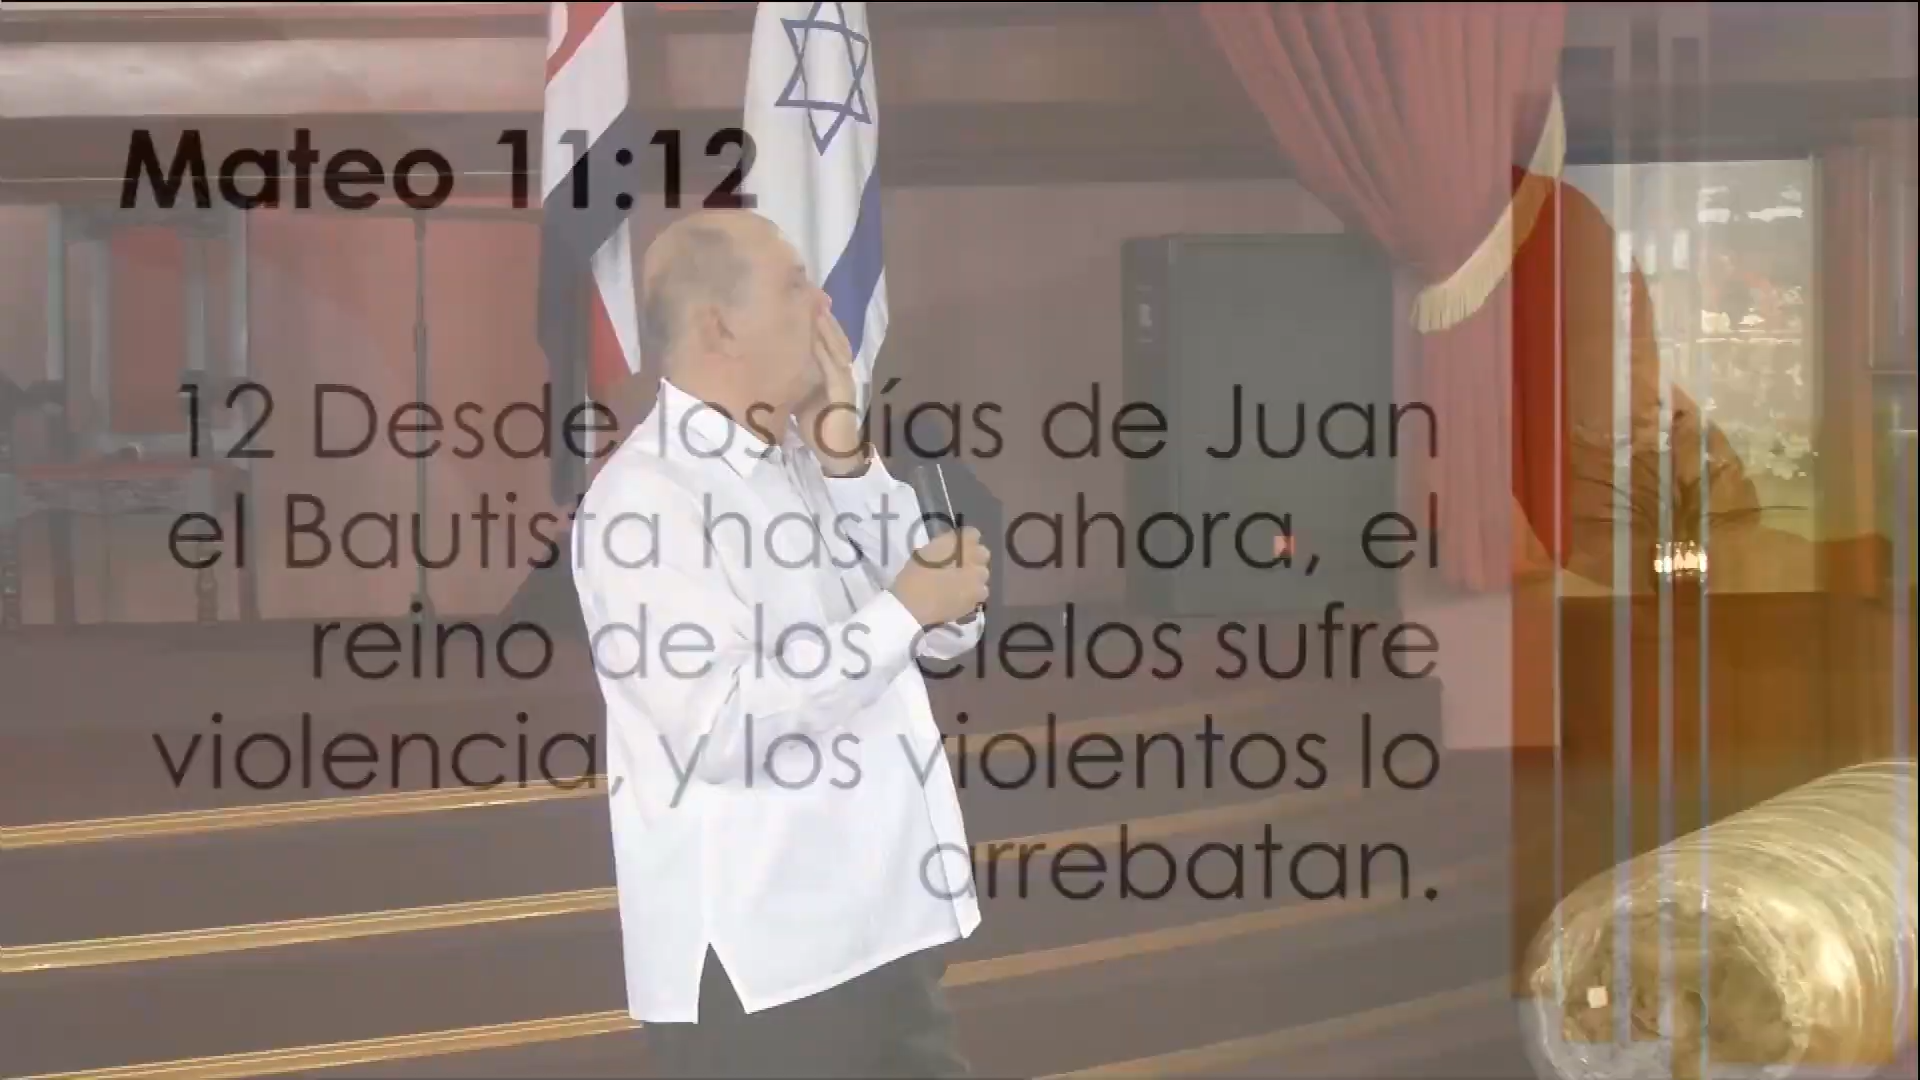 Mateo 11:12
12 Desde los días de Juan
el Bautista hasta ahora, el
reino de los cielos sufre
violencia, y los violentos lo
arrebatan.